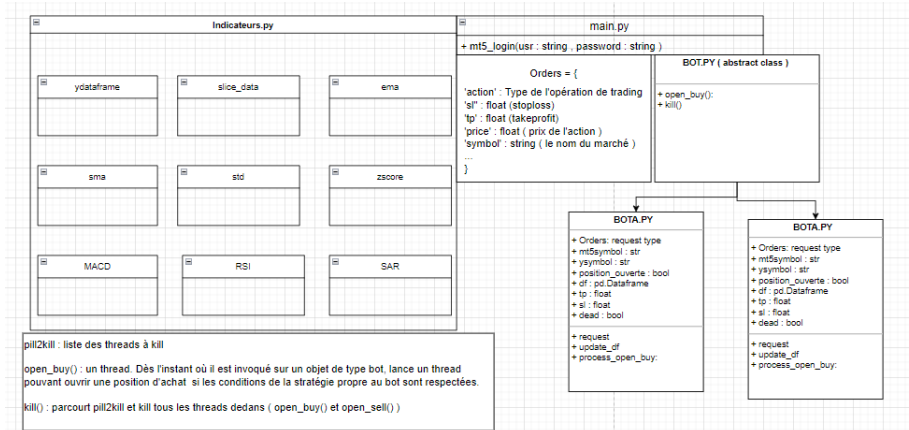 Indicateurs.py
ydataframe
slice_data
ema
sma
std
zscore
MACD
RSI
SAR
main.py
+ mt5_login(usr : string , password : string )
Orders = {
'action' : Type de l'opération de trading
'sl'' : float (stoploss)
'tp' : float (takeprofit)
'price' : float ( prix de l'action )
'symbol' : string ( le nom du marché )
...
}
BOT.PY ( abstract class )
+ open_buy():
+ kill()
BOTA.PY
+ Orders: request type
+ mt5symbol : str
+ ysymbol : str
+ position_ouverte : bool
+ df : pd.Dataframe
+ tp : float
+ sl : float
+ dead : bool
+ request
+ update_df
+ process_open_buy:
BOTA.PY
+ Orders: request type
+ mt5symbol : str
+ ysymbol : str
+ position_ouverte : bool
+ df : pd.Dataframe
+ tp : float
+ sl : float
+ dead : bool
+ request
+ update_df
+ process_open_buy:
pill2kill : liste des threads à kill
open_buy() : un thread. Dès l'instant où il est invoqué sur un objet de type bot, lance un thread
pouvant ouvrir une position d'achat si les conditions de la stratégie propre au bot sont respectées.
kill() : parcourt pill2kill et kill tous les threads dedans ( open_buy() et open_sell() )